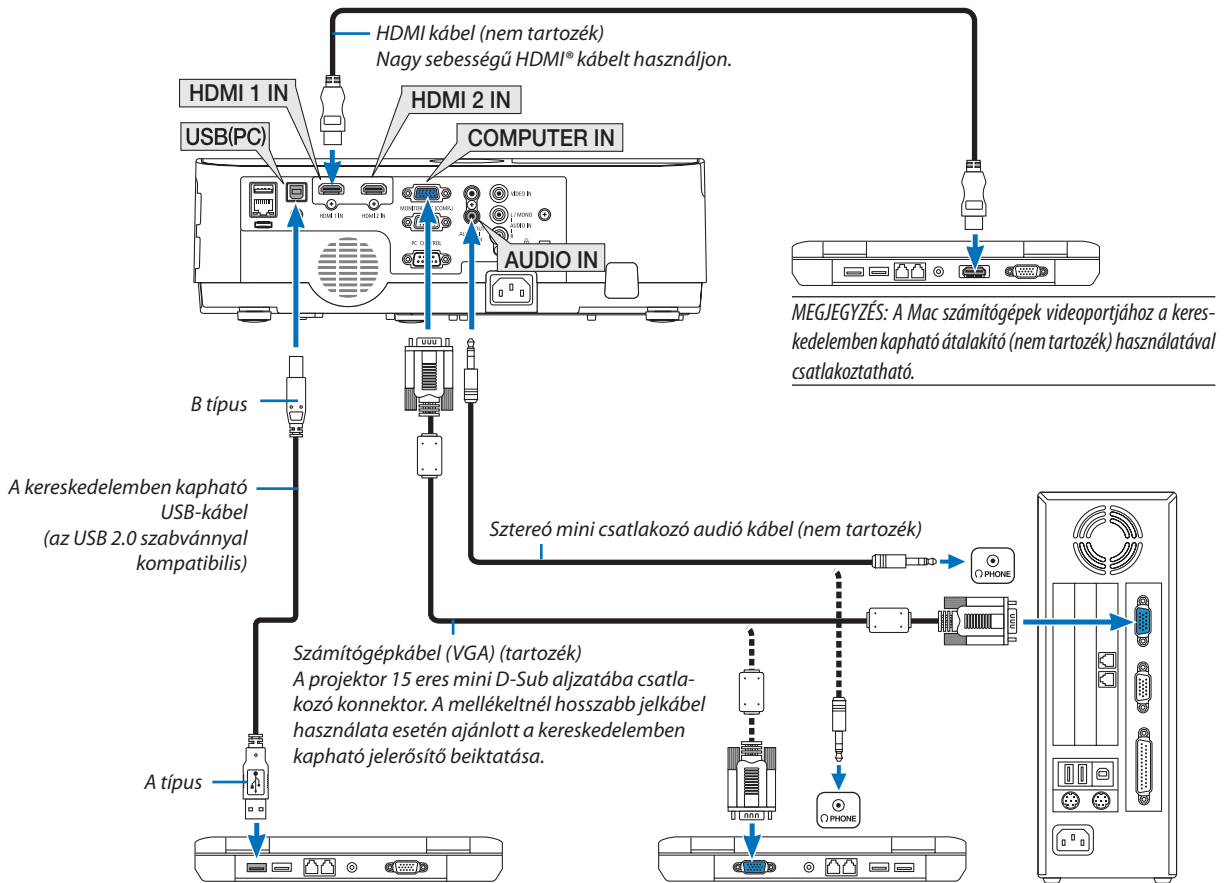 HDMI kábel (nem tartozék)
Nagy sebességű HDMI® kábelt használjon.
HDMI 1 IN
HDMI 2 IN
USB(PC)
COMPUTER IN
VIDEO IN
HDMI 1 IN
HDMI 2 IN
L / MONO
AUDIO IN
R
PC CONTROL
AUDIO IN
MEGJEGYZÉS: A Mac számítógépek videoportjához a keres-
kedelemben kapható átalakító (nem tartozék) használatával
csatlakoztatható.
B típus
A kereskedelemben kapható
USB-kábel
(az USB 2.0 szabvánnyal
kompatibilis)
Sztereó mini csatlakozó audió kábel (nem tartozék)
PHONE
Számítógépkábel (VGA) (tartozék)
A projektor 15 eres mini D-Sub aljzatába csatla-
kozó konnektor. A mellékeltnél hosszabb jelkábel
használata esetén ajánlott a kereskedelemben
kapható jelerősítő beiktatása.
A típus
PHONE